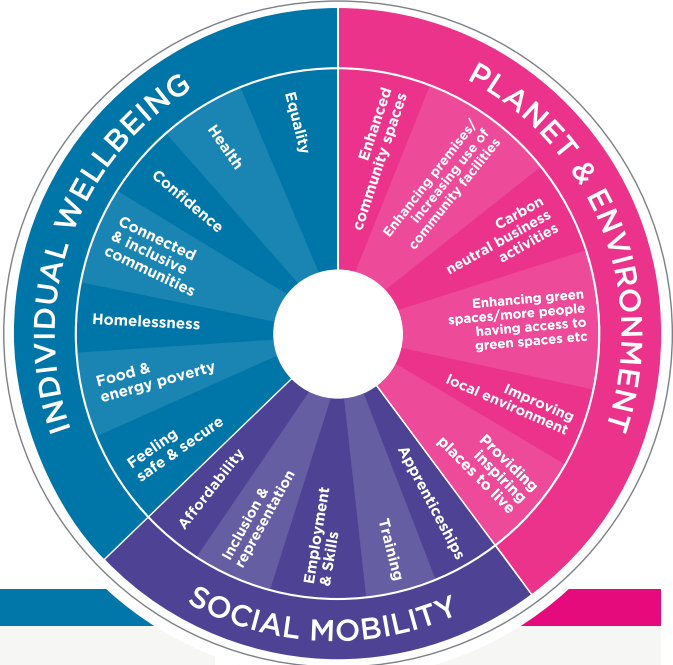 INDIVIDUAL WELLBEING
Equality
Health
Confidence
Connected
& inclusive
communities
Homelessness
Food &
energy poverty
Feeling
safe & secure
PLANET & ENVIRONMENT
Enhanced
community spaces
Enhancing premises/
increasing use of
community facilities
Carbon
neutral business
activities
Enhancing green
spaces/more people
having access to
green spaces etc
Improving
local environment
Providing
inspiring
places to live
SOCIAL MOBILITY
Affordability
Inclusion &
representation
Employment
& Skills
Training
Apprenticeships